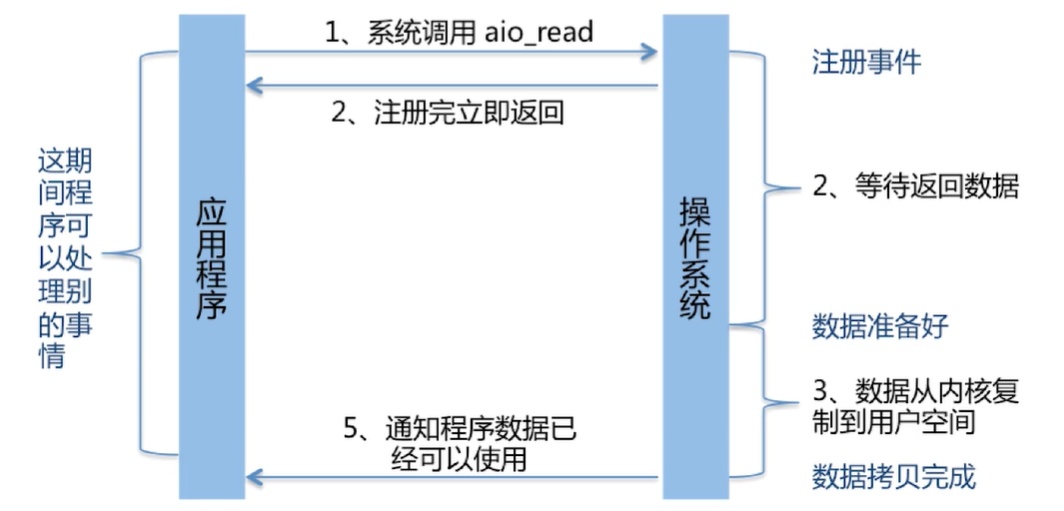 1、系统调用 aio_read
注册事件
2、注册完立即返回
这期
间程
序可
以处
理别
的事
情
应用程序
操作系统
2、等待返回数据
数据准备好
3、数据从内核复
制到用户空间
5、通知程序数据已
经可以使用
数据拷贝完成